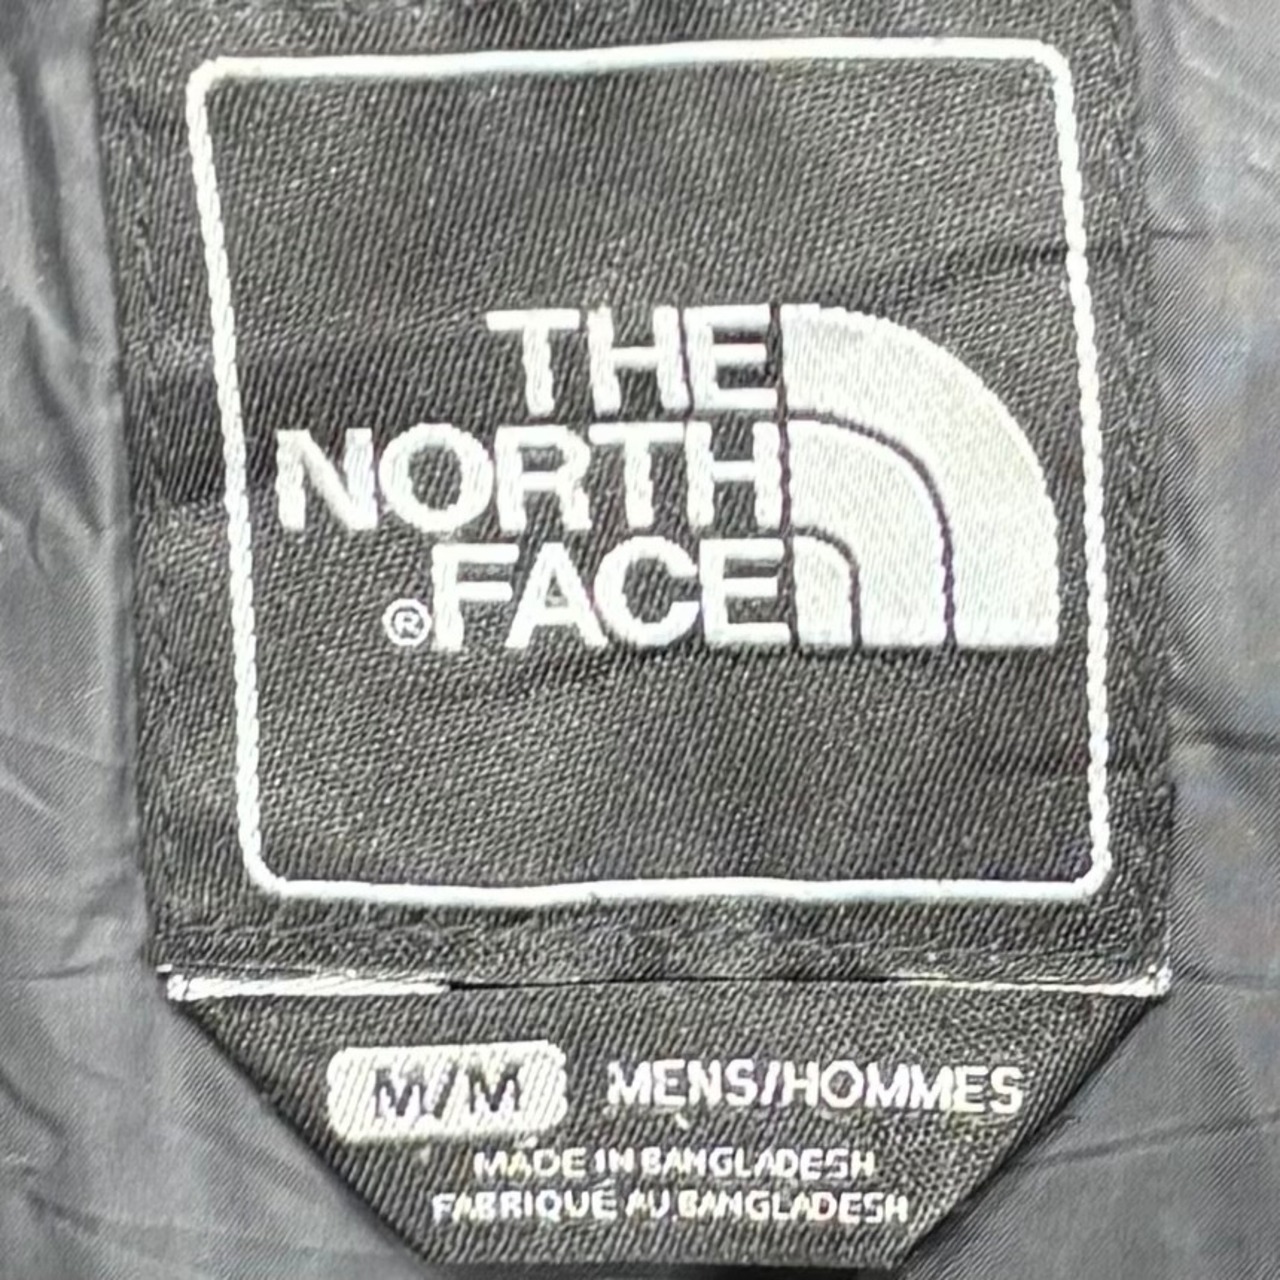 THE
NORTH
®FACE
M/M MENS/HOMMES
MADE IN BANGLADESH
FABRIQUÉ AU BANGLADESH